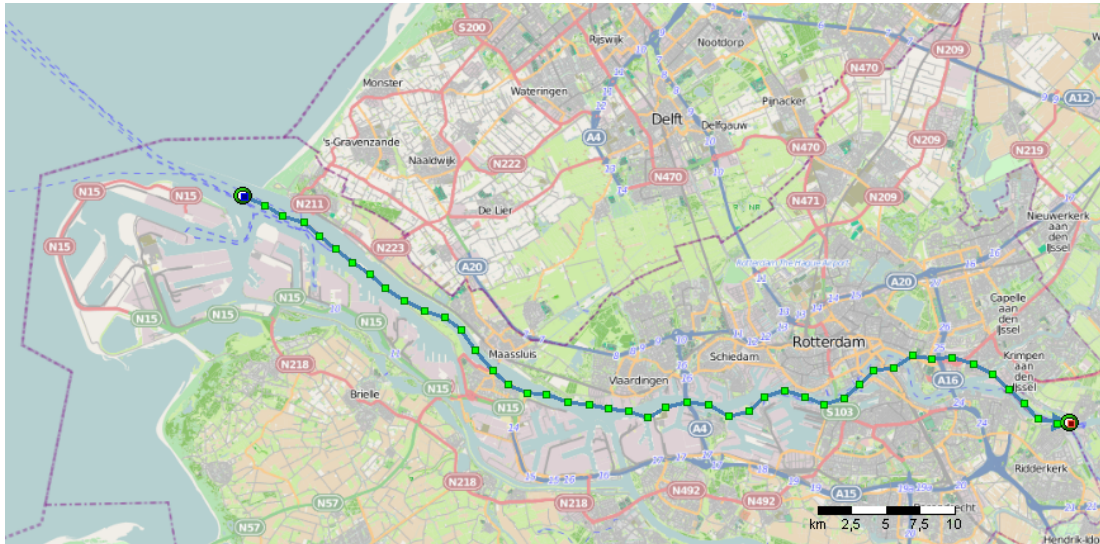 S200
Rijswijk
Nootdorp
N209
N470
Monster
Wateringen
A12
Pijnacker
A4
Delft
Delfgauw
's-Gravenzande
N209
N470
N219
Naaldwijk
N222
N470
N15
N15
N211
De Lier
N471
N209
Nieuwerkerk
aan
den
IJssel
N15
N223
A20
A20
N15
N15
N15
N15
Capelle
aan
den
IJssel
Rotterdam
Maassluis
Schiedam
Krimpen
aan
den
IJssel
N218
Vlaardingen
A16
N15
Brielle
N15
S103
A4
Ridderkerk
N218
N57
N218
N492
N492
A15
N57
km 2,5 5 7,5 10